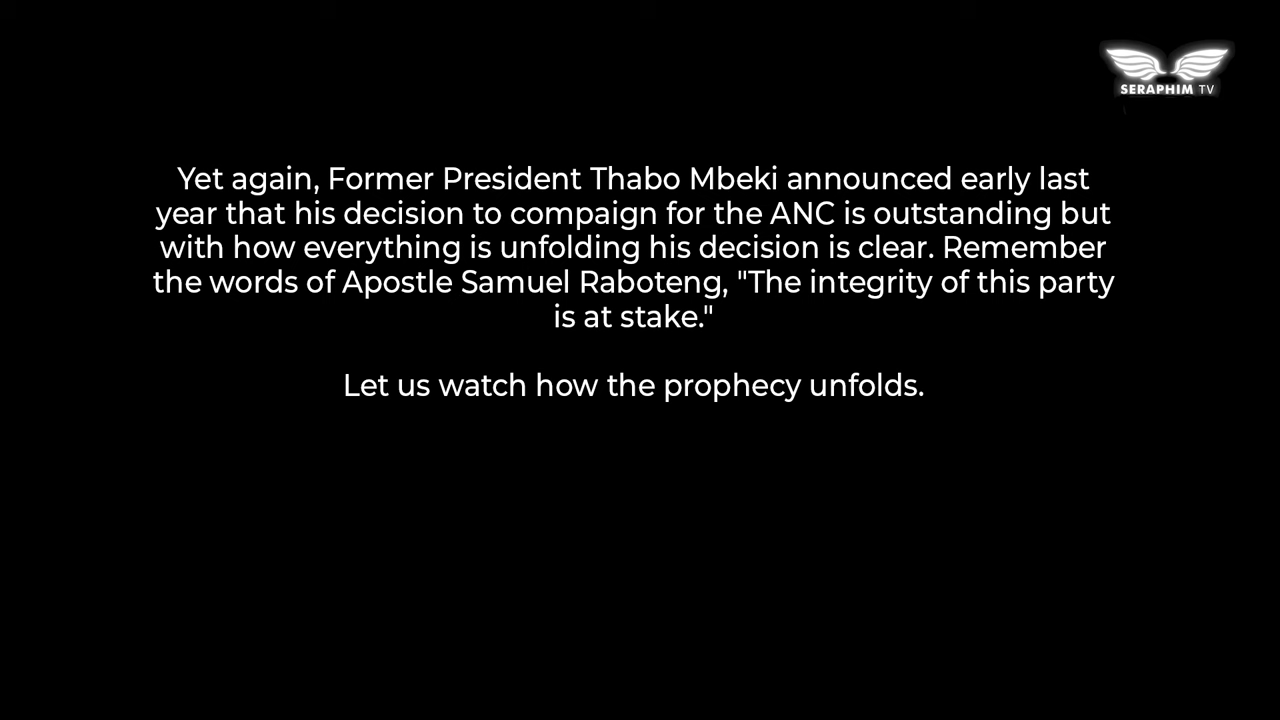 SERAPHIM TV
Yet again, Former President Thabo Mbeki announced early last
year that his decision to compaign for the ANC is outstanding but
with how everything is unfolding his decision is clear. Remember
the words of Apostle Samuel Raboteng, "The integrity of this party
is at stake."
Let us watch how the prophecy unfolds.